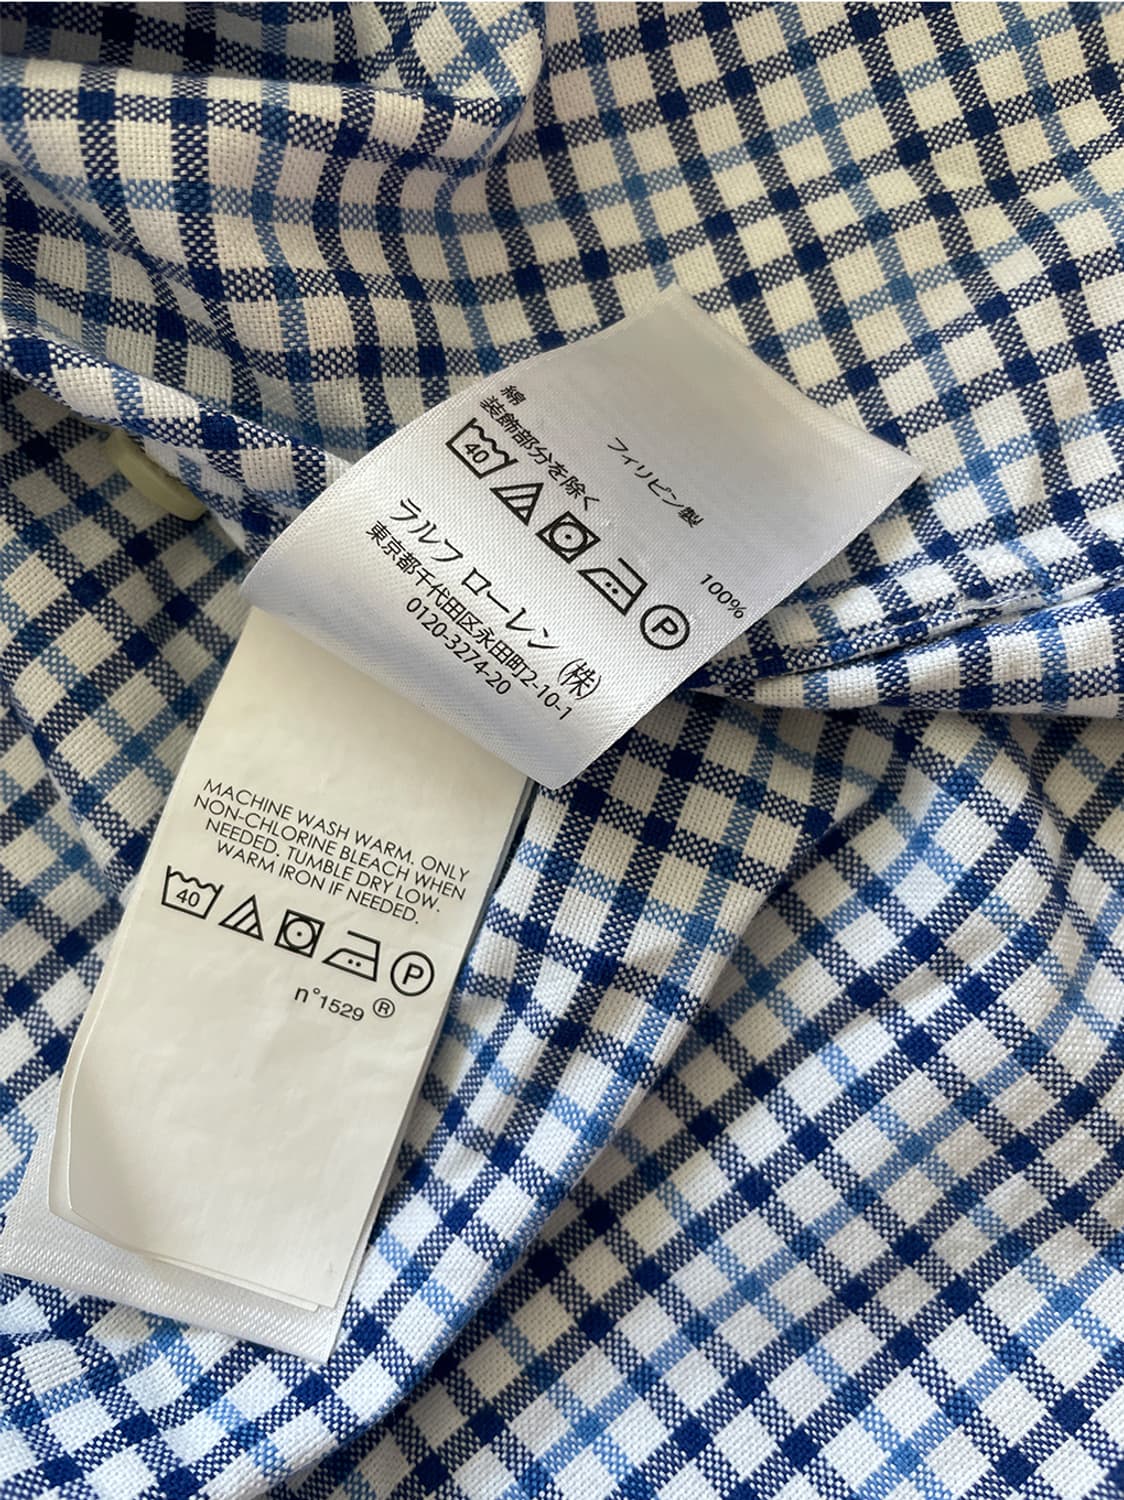 綿 100%
装飾部分を除く
フィリピン製
40 P
ラルフ ローレン (株)
東京都千代田区永田町2-10-1
0120-3274-20
MACHINE WASH WARM. ONLY
NON-CHLORINE BLEACH WHEN
NEEDED. TUMBLE DRY LOW.
WARM IRON IF NEEDED.
40 P
n°1529 ®